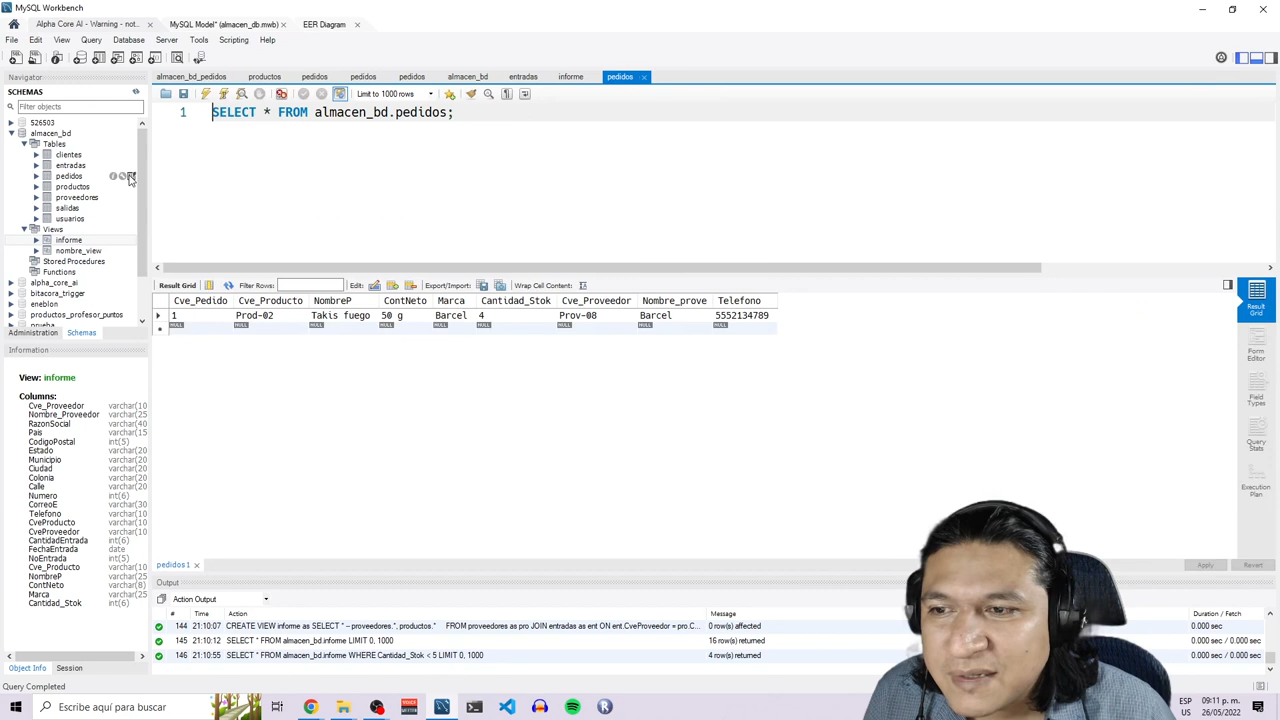 MySQL Workbench
Alpha Core AI - Warning - not... × MySQL Model* (almacen_db.mwb) × EER Diagram ×
File Edit View Query Database Server Tools Scripting Help
Navigator
SCHEMAS
Filter objects
526503
almacen_bd
Tables
clientes
entradas
pedidos
productos
proveedores
salidas
usuarios
Views
informe
nombre_view
Stored Procedures
Functions
alpha_core_ai
bitacora_trigger
eneblon
productos_profesor_puntos
prueba
Administration Schemas
Information
View: informe
Columns:
Cve_Proveedor varchar(10
Nombre_Proveedor varchar(25
RazonSocial varchar(40
Pais varchar(15
CodigoPostal int(5)
Estado varchar(20
Municipio varchar(20
Ciudad varchar(20
Colonia varchar(20
Calle varchar(20
Numero int(6)
CorreoE varchar(30
Telefono varchar(10
CveProducto varchar(10
CveProveedor varchar(10
CantidadEntrada int(6)
FechaEntrada date
NoEntrada int(5)
Cve_Producto varchar(10
NombreP varchar(25
ContNeto varchar(8)
Marca varchar(20
Cantidad_Stok int(6)
Object Info Session
Query Completed
almacen_bd_pedidos productos pedidos pedidos pedidos almacen_bd entradas informe pedidos ×
Limit to 1000 rows
1 SELECT * FROM almacen_bd.pedidos;
Result Grid Filter Rows: Edit: Export/Import: Wrap Cell Content:
Cve_Pedido Cve_Producto NombreP ContNeto Marca Cantidad_Stok Cve_Proveedor Nombre_prove Telefono
1 Prod-02 Takis fuego 50 g Barcel 4 Prov-08 Barcel 5552134789
NULL NULL NULL NULL NULL NULL NULL NULL NULL
Result Grid
Form Editor
Field Types
Query Stats
Execution Plan
pedidos 1 × Apply Revert
Output
Action Output
# Time Action Message Duration / Fetch
144 21:10:07 CREATE VIEW informe as SELECT * -- proveedores.*, productos.* FROM proveedores as pro JOIN entradas as ent ON ent.CveProveedor = pro.C... 0 row(s) affected 0.000 sec
145 21:10:12 SELECT * FROM almacen_bd.informe LIMIT 0, 1000 16 row(s) returned 0.000 sec / 0.000 sec
146 21:10:55 SELECT * FROM almacen_bd.informe WHERE Cantidad_Stok < 5 LIMIT 0, 1000 4 row(s) returned 0.000 sec / 0.000 sec
Escribe aquí para buscar
ESP 09:11 p. m. 26/05/2022